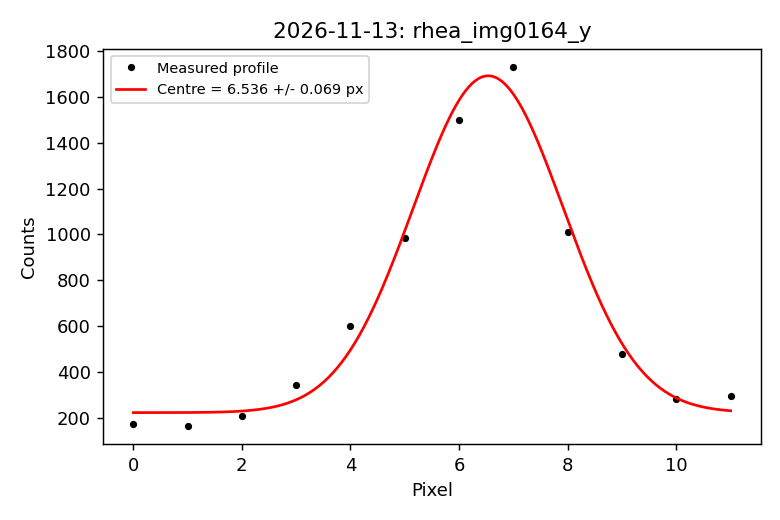 2026-11-13: rhea_img0164_y
Measured profile
Centre = 6.536 +/- 0.069 px
1800
1600
1400
1200
1000
800
600
400
200
Counts
0 2 4 6 8 10
Pixel